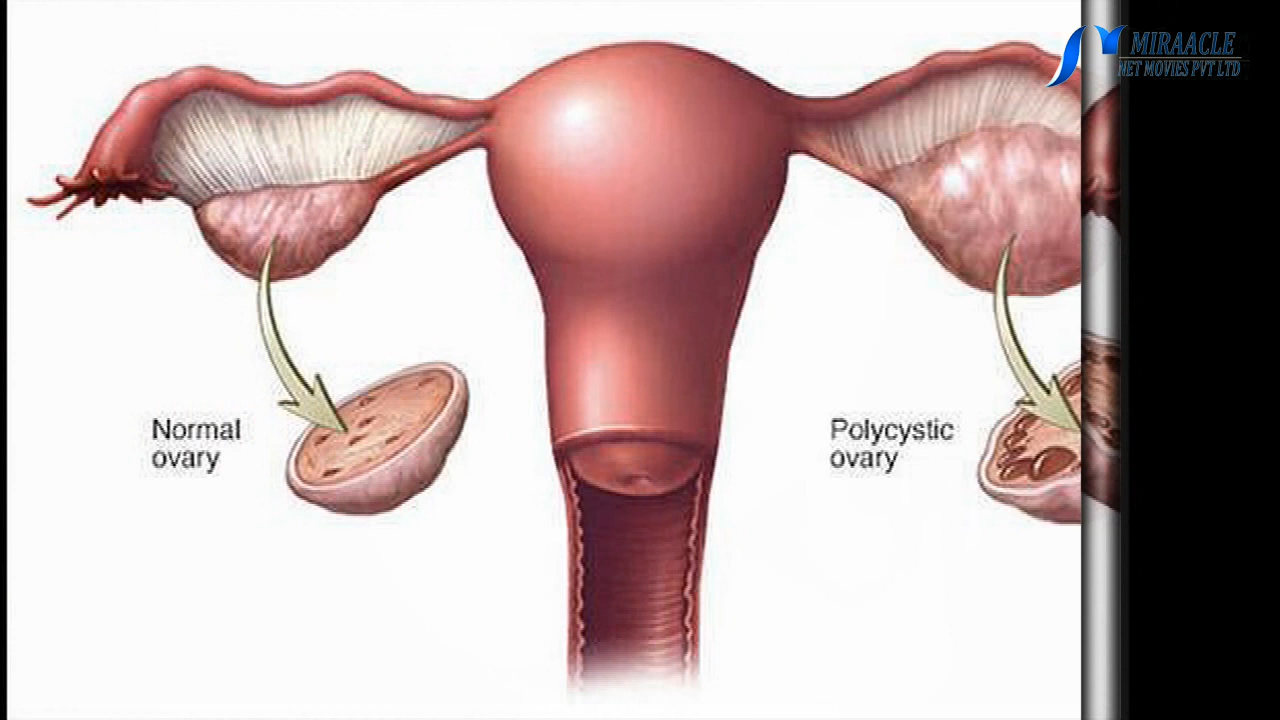 MIRAACLE
NET MOVIES PVT LTD
Normal
ovary
Polycystic
ovary